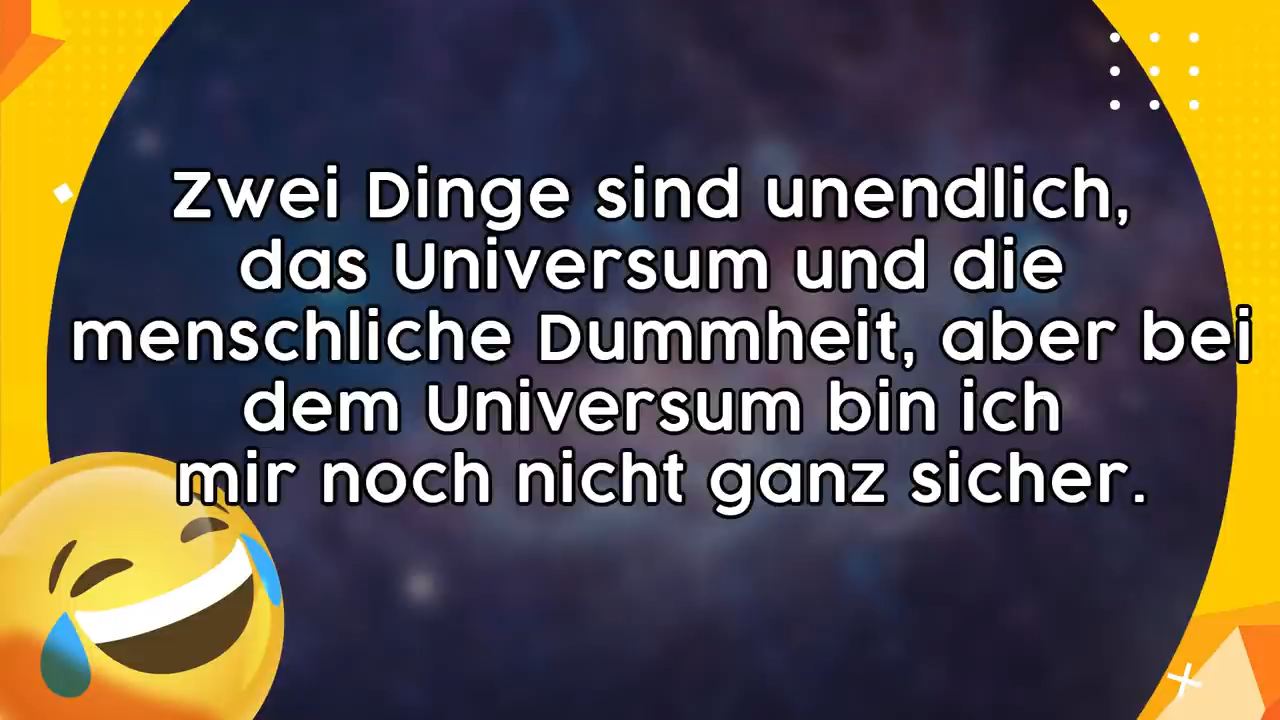 Zwei Dinge sind unendlich,
das Universum und die
menschliche Dummheit, aber bei
dem Universum bin ich
mir noch nicht ganz sicher.